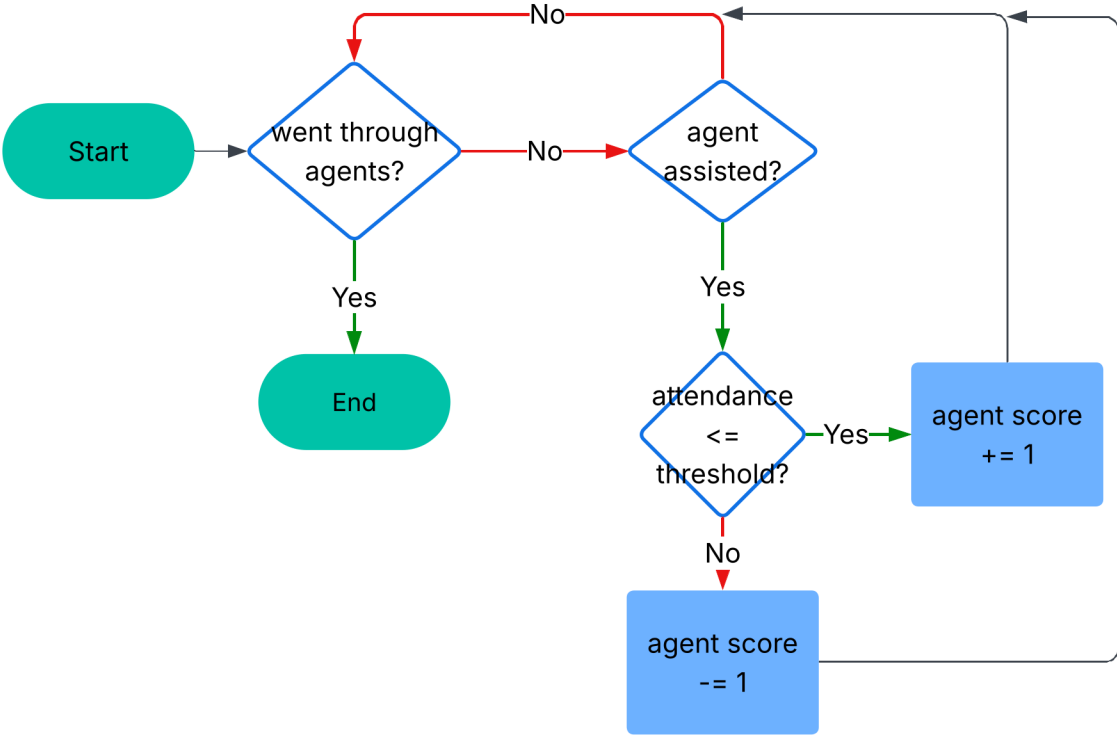 No
Start
went through
agents?
No
agent
assisted?
Yes
Yes
End
attendance
<=
threshold?
Yes
agent score
+= 1
No
agent score
-= 1